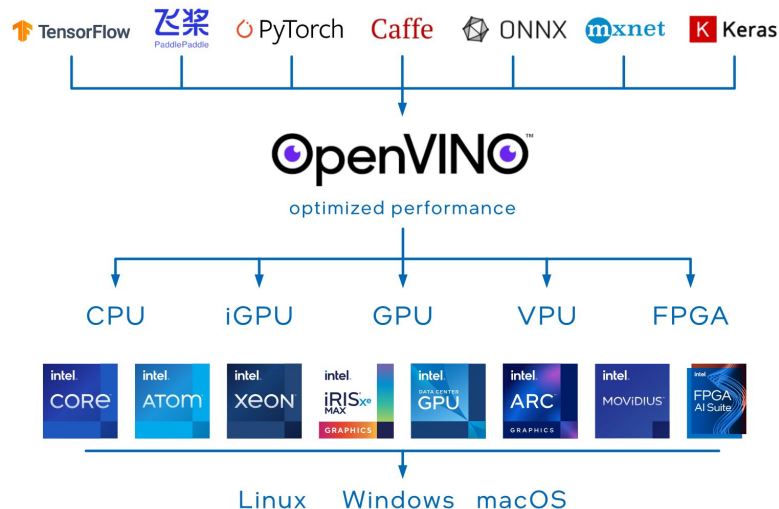 TensorFlow
飞桨
PaddlePaddle
PyTorch
Caffe
ONNX
mxnet
K Keras
OpenVINO™
optimized performance
CPU iGPU GPU VPU FPGA
intel.
CORE
intel.
ATOM
intel.
XEON
intel.
iRIS Xe
MAX
GRAPHICS
intel.
DATA CENTER
GPU
intel.
ARC
GRAPHICS
intel.
MOVIDIUS
intel
FPGA
AI Suite
Linux Windows macOS